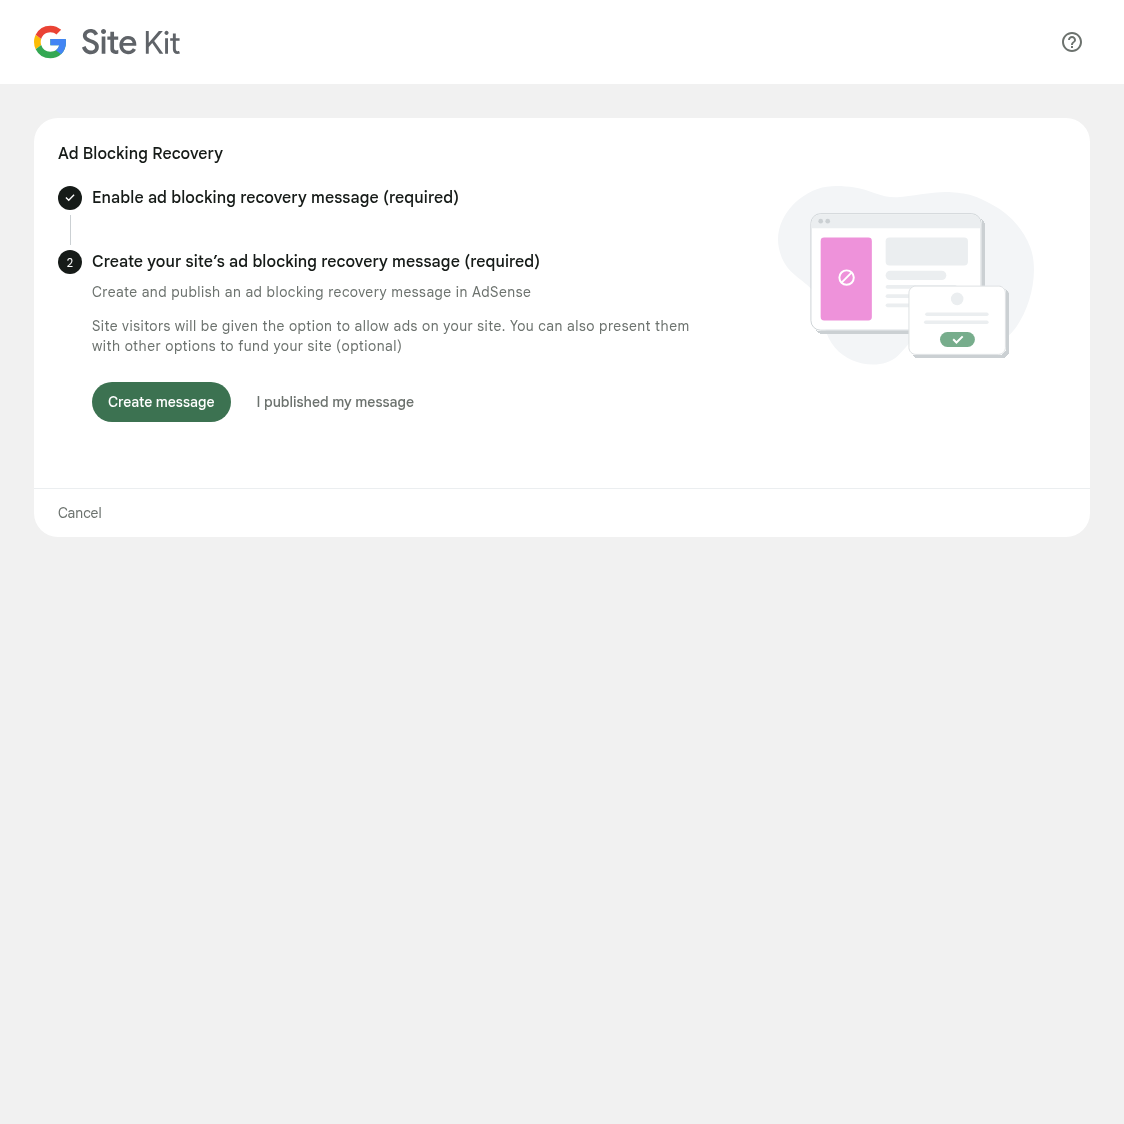 Site Kit
Ad Blocking Recovery
Enable ad blocking recovery message (required)
2
Create your site’s ad blocking recovery message (required)
Create and publish an ad blocking recovery message in AdSense
Site visitors will be given the option to allow ads on your site. You can also present them
with other options to fund your site (optional)
Create message
I published my message
Cancel